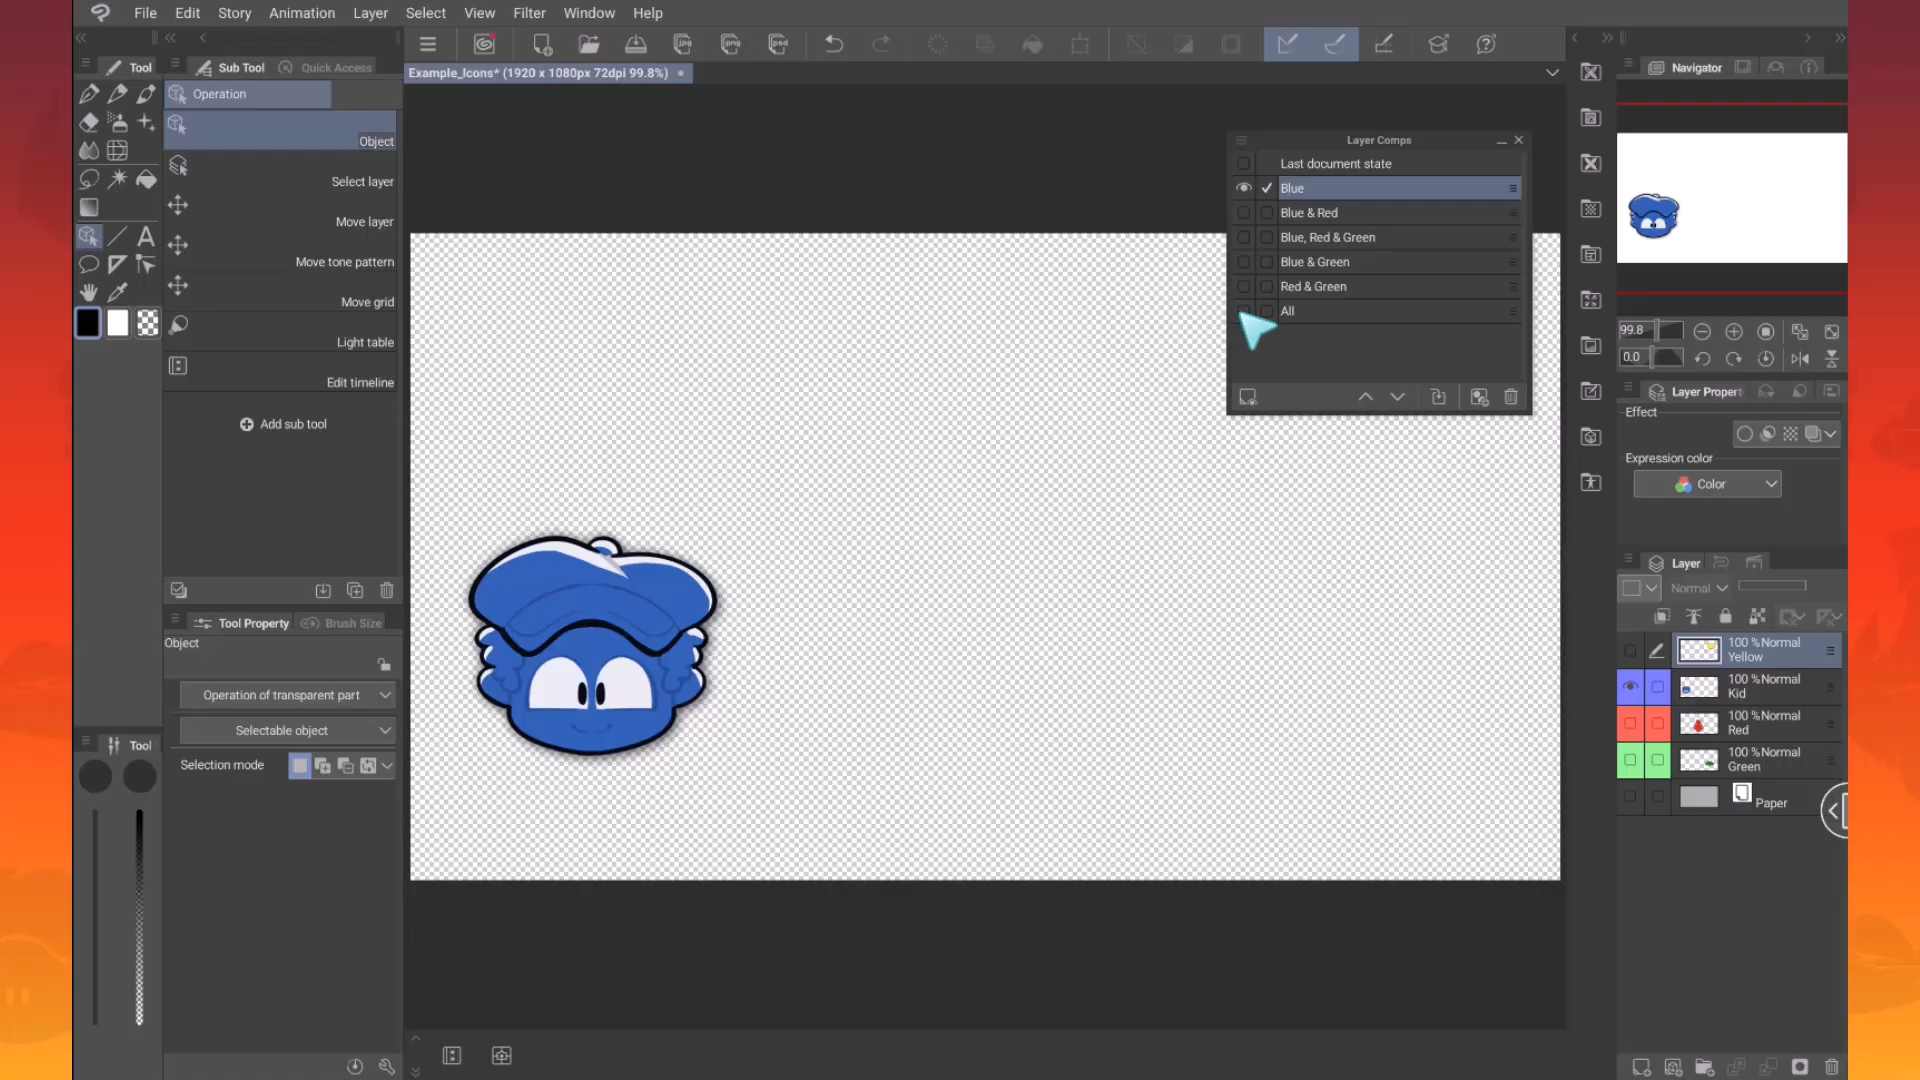 File Edit Story Animation Layer Select View Filter Window Help
Tool
Sub Tool Quick Access
Example_Icons* (1920 x 1080px 72dpi 99.8%)
Navigator
Operation
Object
Select layer
Move layer
Move tone pattern
Move grid
Light table
Edit timeline
Add sub tool
Tool Property Brush Size
Object
Operation of transparent part
Selectable object
Selection mode
Tool
Layer Comps
Last document state
Blue
Blue & Red
Blue, Red & Green
Blue & Green
Red & Green
All
99.8
0.0
Layer Propert
Effect
Expression color
Color
Layer
Normal
100 %Normal
Yellow
100 %Normal
Kid
100 %Normal
Red
100 %Normal
Green
Paper